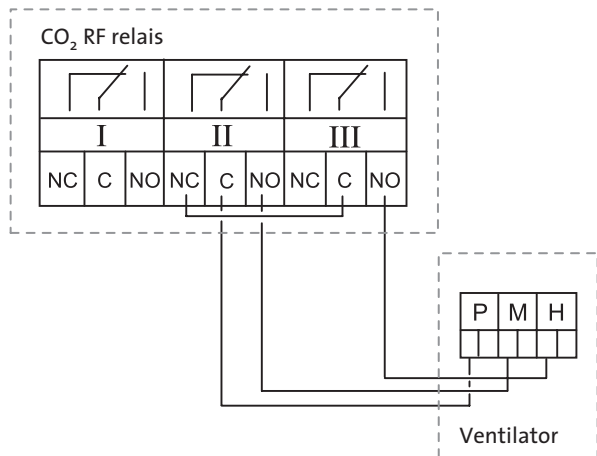 CO₂ RF relais
I II III
NC C NO NC C NO NC C NO
P M H
Ventilator